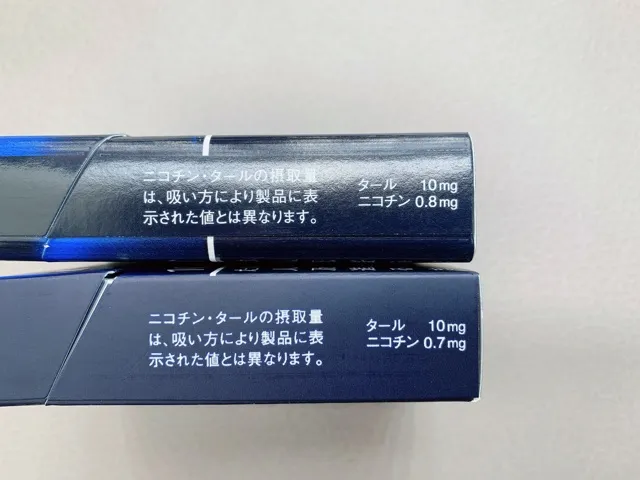 ニコチン・タールの摂取量
は、吸い方により製品に表
示された値とは異なります。
タール 10mg
ニコチン 0.8mg
ニコチン・タールの摂取量
は、吸い方により製品に表
示された値とは異なります。
タール 10mg
ニコチン 0.7mg